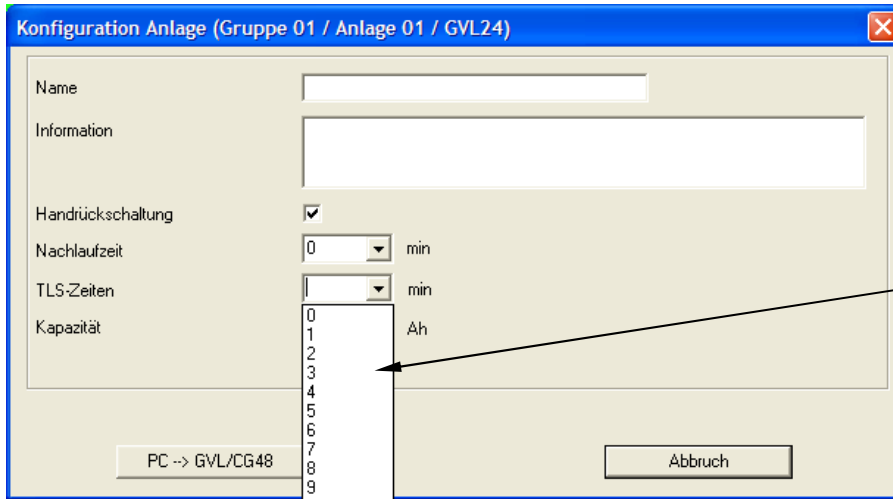 Konfiguration Anlage (Gruppe 01 / Anlage 01 / GVL24)
Name
Information
Handrückschaltung
Nachlaufzeit 0 min
TLS-Zeiten min
Kapazität Ah
0
1
2
3
4
5
6
7
8
9
PC --> GVL/CG48 Abbruch